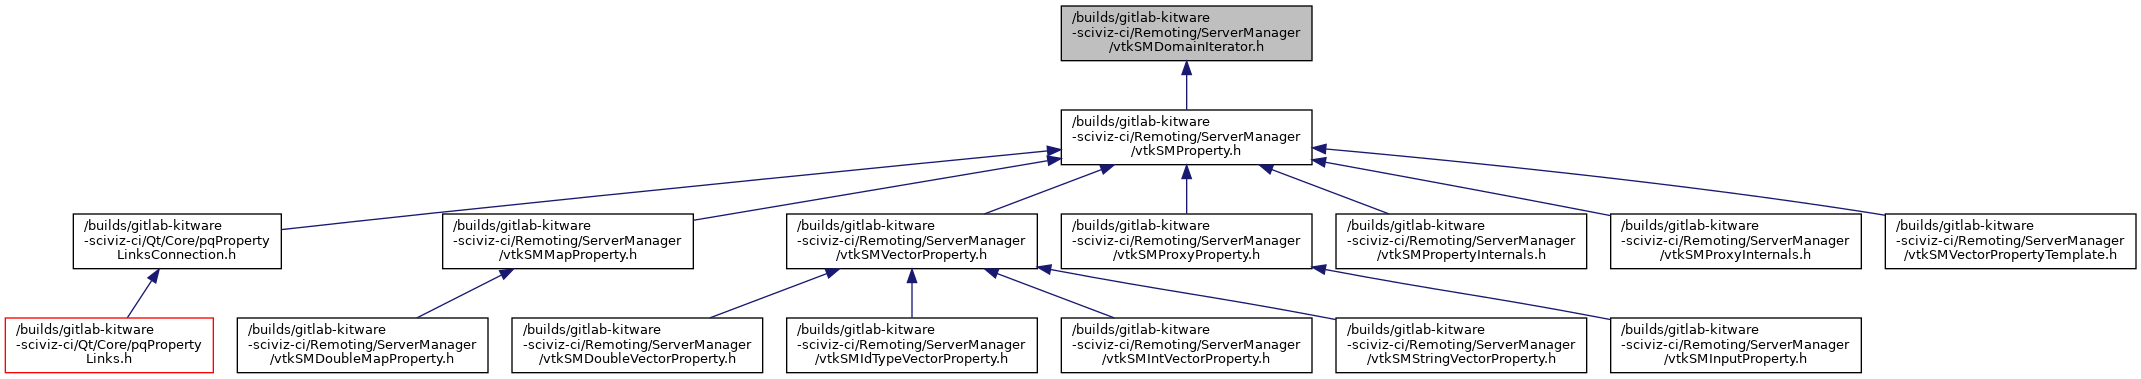 /builds/gitlab-kitware
-sciviz-ci/Remoting/ServerManager
/vtkSMDomainIterator.h
/builds/gitlab-kitware
-sciviz-ci/Remoting/ServerManager
/vtkSMProperty.h
/builds/gitlab-kitware
-sciviz-ci/Qt/Core/pqProperty
LinksConnection.h
/builds/gitlab-kitware
-sciviz-ci/Remoting/ServerManager
/vtkSMMapProperty.h
/builds/gitlab-kitware
-sciviz-ci/Remoting/ServerManager
/vtkSMVectorProperty.h
/builds/gitlab-kitware
-sciviz-ci/Remoting/ServerManager
/vtkSMProxyProperty.h
/builds/gitlab-kitware
-sciviz-ci/Remoting/ServerManager
/vtkSMPropertyInternals.h
/builds/gitlab-kitware
-sciviz-ci/Remoting/ServerManager
/vtkSMProxyInternals.h
/builds/gitlab-kitware
-sciviz-ci/Remoting/ServerManager
/vtkSMVectorPropertyTemplate.h
/builds/gitlab-kitware
-sciviz-ci/Qt/Core/pqProperty
Links.h
/builds/gitlab-kitware
-sciviz-ci/Remoting/ServerManager
/vtkSMDoubleMapProperty.h
/builds/gitlab-kitware
-sciviz-ci/Remoting/ServerManager
/vtkSMDoubleVectorProperty.h
/builds/gitlab-kitware
-sciviz-ci/Remoting/ServerManager
/vtkSMIdTypeVectorProperty.h
/builds/gitlab-kitware
-sciviz-ci/Remoting/ServerManager
/vtkSMIntVectorProperty.h
/builds/gitlab-kitware
-sciviz-ci/Remoting/ServerManager
/vtkSMStringVectorProperty.h
/builds/gitlab-kitware
-sciviz-ci/Remoting/ServerManager
/vtkSMInputProperty.h